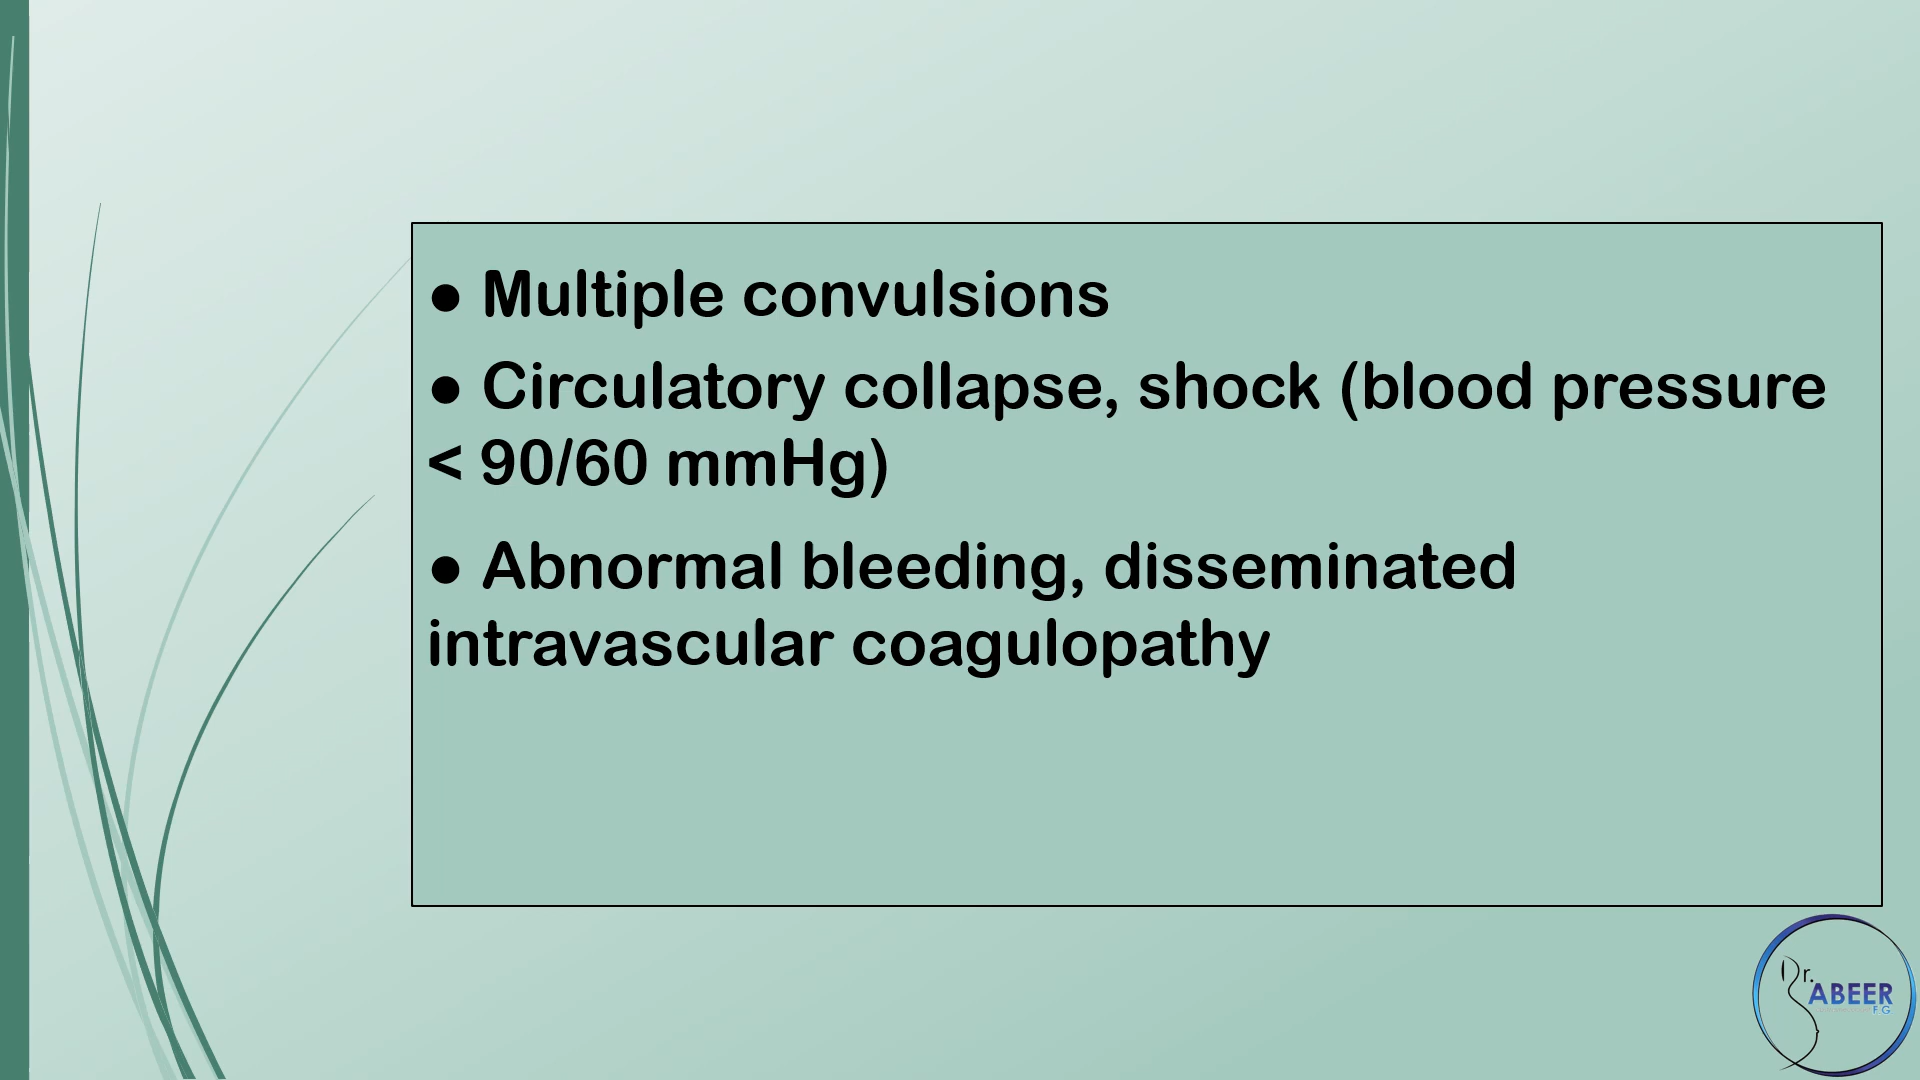 ● Multiple convulsions
● Circulatory collapse, shock (blood pressure
< 90/60 mmHg)
● Abnormal bleeding, disseminated
intravascular coagulopathy
Dr.
ABEER
F.G